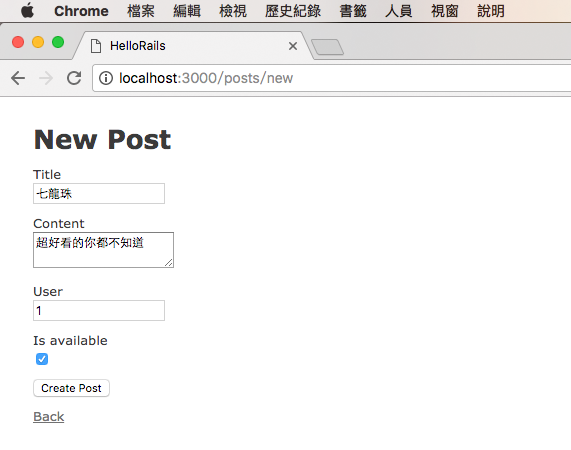 Chrome 檔案 編輯 檢視 歷史紀錄 書籤 人員 視窗 說明
HelloRails
localhost:3000/posts/new
New Post
Title
七龍珠
Content
超好看的你都不知道
User
1
Is available
Create Post
Back